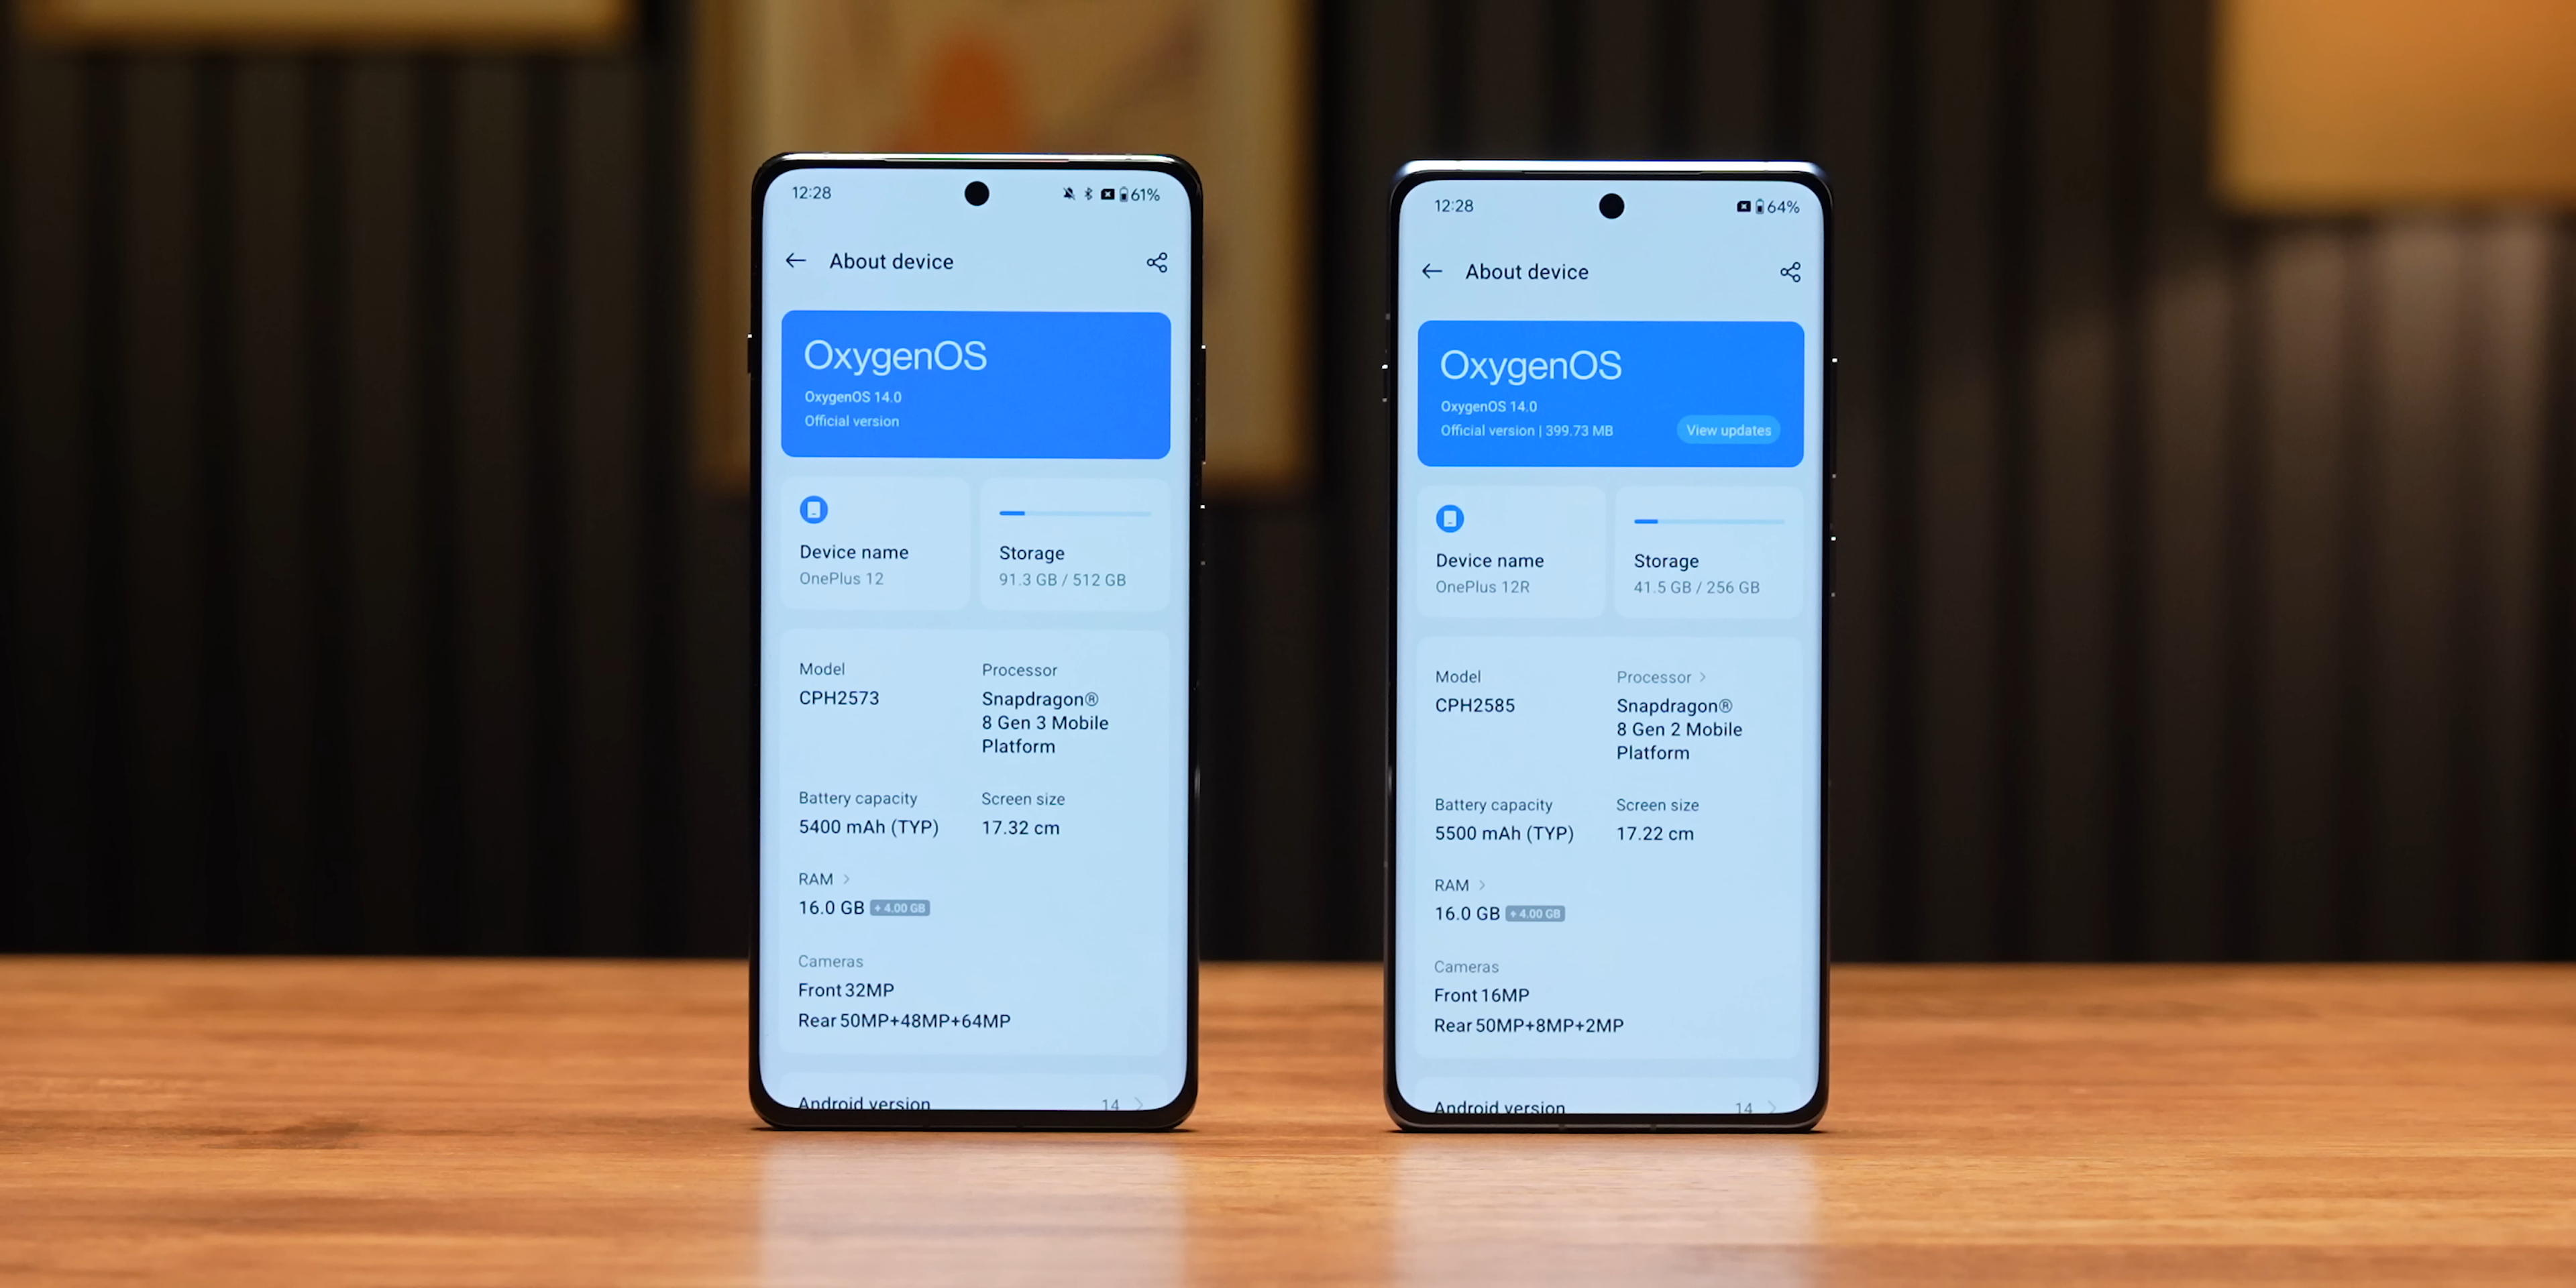 12:28
61%
About device
OxygenOS
OxygenOS 14.0
Official version
Device name
OnePlus 12
Storage
91.3 GB / 512 GB
Model
CPH2573
Processor
Snapdragon®
8 Gen 3 Mobile
Platform
Battery capacity
5400 mAh (TYP)
Screen size
17.32 cm
RAM >
16.0 GB + 4.00 GB
Cameras
Front 32MP
Rear 50MP+48MP+64MP
Android version 14 >
12:28
64%
About device
OxygenOS
OxygenOS 14.0
Official version | 399.73 MB
View updates
Device name
OnePlus 12R
Storage
41.5 GB / 256 GB
Model
CPH2585
Processor >
Snapdragon®
8 Gen 2 Mobile
Platform
Battery capacity
5500 mAh (TYP)
Screen size
17.22 cm
RAM >
16.0 GB + 4.00 GB
Cameras
Front 16MP
Rear 50MP+8MP+2MP
Android version 14 >